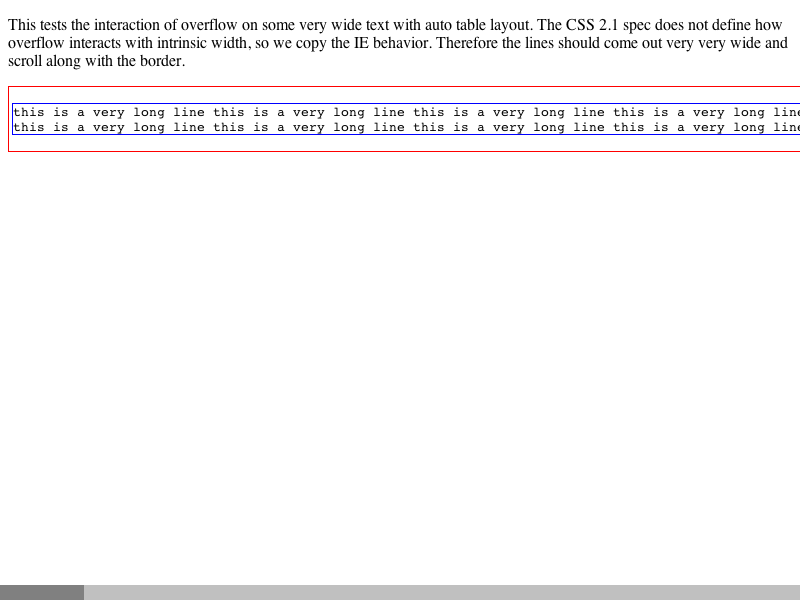 This tests the interaction of overflow on some very wide text with auto table layout. The CSS 2.1 spec does not define how
overflow interacts with intrinsic width, so we copy the IE behavior. Therefore the lines should come out very very wide and
scroll along with the border.
this is a very long line this is a very long line this is a very long line this is a very long line
this is a very long line this is a very long line this is a very long line this is a very long line